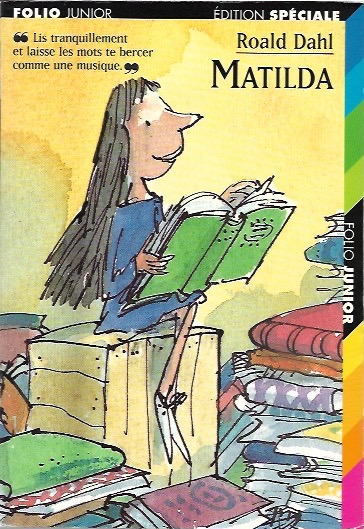 FOLIO JUNIOR
ÉDITION SPÉCIALE
❝ Lis tranquillement
et laisse les mots te bercer
comme une musique.❞
Roald Dahl
MATILDA
FOLIO JUNIOR